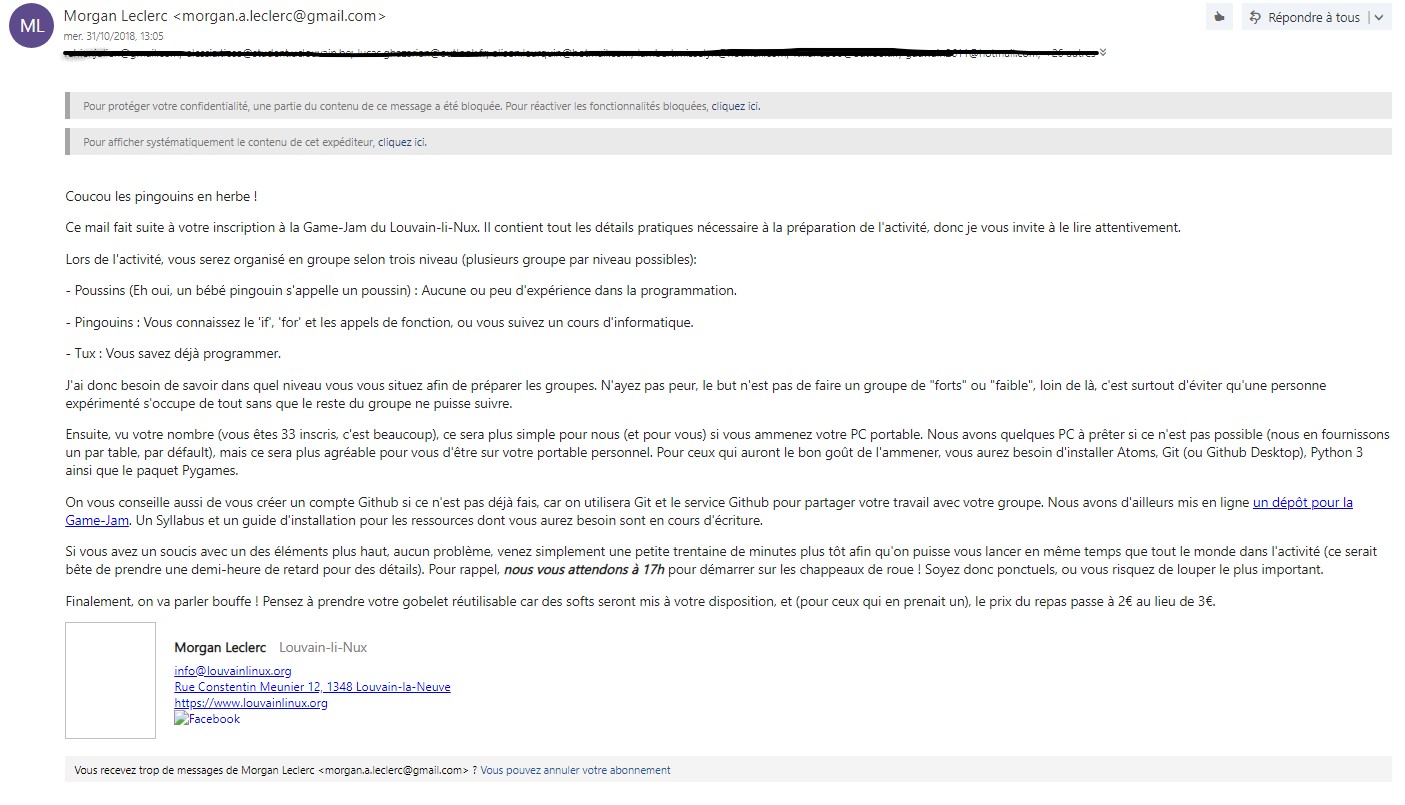 ML
Morgan Leclerc <morgan.a.leclerc@gmail.com>
Répondre à tous
mer. 31/10/2018, 13:05
Pour protéger votre confidentialité, une partie du contenu de ce message a été bloquée. Pour réactiver les fonctionnalités bloquées, cliquez ici.
Pour afficher systématiquement le contenu de cet expéditeur, cliquez ici.
Coucou les pingouins en herbe !
Ce mail fait suite à votre inscription à la Game-Jam du Louvain-li-Nux. Il contient tout les détails pratiques nécessaire à la préparation de l'activité, donc je vous invite à le lire attentivement.
Lors de l'activité, vous serez organisé en groupe selon trois niveau (plusieurs groupe par niveau possibles):
- Poussins (Eh oui, un bébé pingouin s'appelle un poussin) : Aucune ou peu d'expérience dans la programmation.
- Pingouins : Vous connaissez le 'if', 'for' et les appels de fonction, ou vous suivez un cours d'informatique.
- Tux : Vous savez déjà programmer.
J'ai donc besoin de savoir dans quel niveau vous vous situez afin de préparer les groupes. N'ayez pas peur, le but n'est pas de faire un groupe de "forts" ou "faible", loin de là, c'est surtout d'éviter qu'une personne
expérimenté s'occupe de tout sans que le reste du groupe ne puisse suivre.
Ensuite, vu votre nombre (vous êtes 33 inscris, c'est beaucoup), ce sera plus simple pour nous (et pour vous) si vous ammenez votre PC portable. Nous avons quelques PC à prêter si ce n'est pas possible (nous en fournissons
un par table, par défault), mais ce sera plus agréable pour vous d'être sur votre portable personnel. Pour ceux qui auront le bon goût de l'ammener, vous aurez besoin d'installer Atoms, Git (ou Github Desktop), Python 3
ainsi que le paquet Pygames.
On vous conseille aussi de vous créer un compte Github si ce n'est pas déjà fais, car on utilisera Git et le service Github pour partager votre travail avec votre groupe. Nous avons d'ailleurs mis en ligne un dépôt pour la
Game-Jam. Un Syllabus et un guide d'installation pour les ressources dont vous aurez besoin sont en cours d'écriture.
Si vous avez un soucis avec un des éléments plus haut, aucun problème, venez simplement une petite trentaine de minutes plus tôt afin qu'on puisse vous lancer en même temps que tout le monde dans l'activité (ce serait
bête de prendre une demi-heure de retard pour des détails). Pour rappel, nous vous attendons à 17h pour démarrer sur les chappeaux de roue ! Soyez donc ponctuels, ou vous risquez de louper le plus important.
Finalement, on va parler bouffe ! Pensez à prendre votre gobelet réutilisable car des softs seront mis à votre disposition, et (pour ceux qui en prenait un), le prix du repas passe à 2€ au lieu de 3€.
Morgan Leclerc Louvain-li-Nux
info@louvainlinux.org
Rue Constentin Meunier 12, 1348 Louvain-la-Neuve
https://www.louvainlinux.org
Facebook
Vous recevez trop de messages de Morgan Leclerc <morgan.a.leclerc@gmail.com> ? Vous pouvez annuler votre abonnement